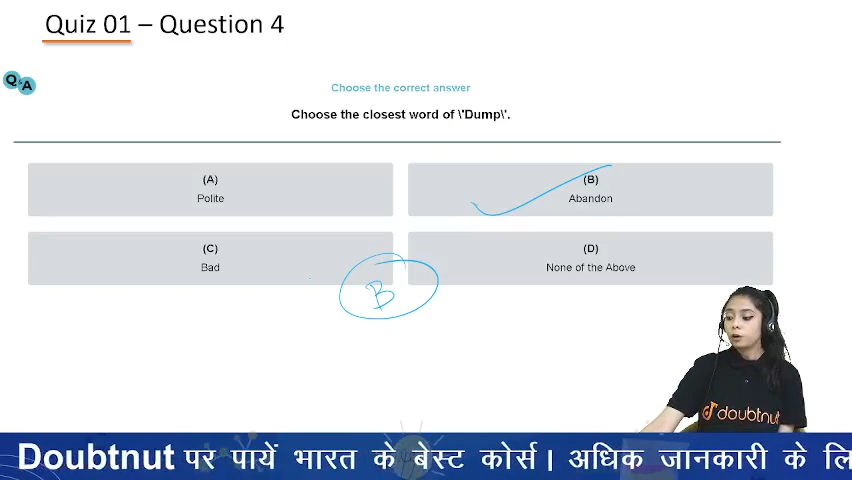 Quiz 01 – Question 4
Q A
Choose the correct answer
Choose the closest word of \'Dump\'.
(A)
Polite
(B)
Abandon
(C)
Bad
(D)
None of the Above
B
doubtnut
Doubtnut पर पायें भारत के बेस्ट कोर्स। अधिक जानकारी के लि